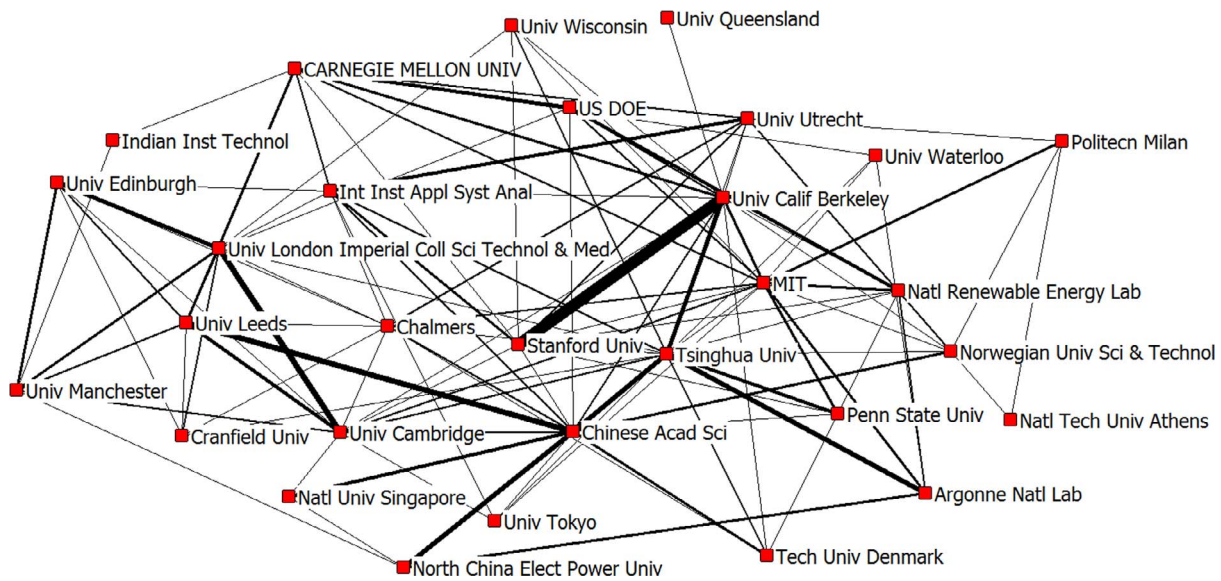 Univ Queensland
Univ Wisconsin
CARNEGIE MELLON UNIV
US DOE
Univ Utrecht
Indian Inst Technol
Politecn Milan
Univ Waterloo
Univ Edinburgh
Int Inst Appl Syst Anal
Univ Calif Berkeley
Univ London Imperial Coll Sci Technol & Med
MIT
Natl Renewable Energy Lab
Univ Leeds
Chalmers
Stanford Univ
Tsinghua Univ
Norwegian Univ Sci & Technol
Univ Manchester
Penn State Univ
Natl Tech Univ Athens
Cranfield Univ
Univ Cambridge
Chinese Acad Sci
Natl Univ Singapore
Argonne Natl Lab
Univ Tokyo
Tech Univ Denmark
North China Elect Power Univ